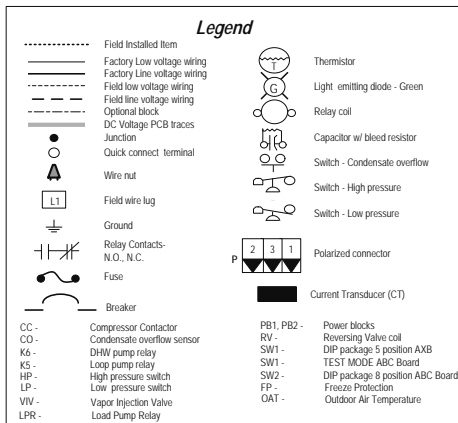 Legend
Field Installed Item
Factory Low voltage wiring
Factory Line voltage wiring
Field low voltage wiring
Field line voltage wiring
Optional block
DC Voltage PCB traces
Junction
Quick connect terminal
Wire nut
L1 Field wire lug
Ground
Relay Contacts-
N.O., N.C.
Fuse
Breaker
T Thermistor
G Light emitting diode - Green
Relay coil
Capacitor w/ bleed resistor
Switch - Condensate overflow
Switch - High pressure
Switch - Low pressure
P 2 3 1 Polarized connector
Current Transducer (CT)
CC - Compressor Contactor
CO - Condensate overflow sensor
K6 - DHW pump relay
K5 - Loop pump relay
HP - High pressure switch
LP - Low pressure switch
VIV - Vapor Injection Valve
LPR - Load Pump Relay
PB1, PB2 - Power blocks
RV - Reversing Valve coil
SW1 - DIP package 5 position AXB
SW1 - TEST MODE ABC Board
SW2 - DIP package 8 position ABC Board
FP - Freeze Protection
OAT - Outdoor Air Temperature